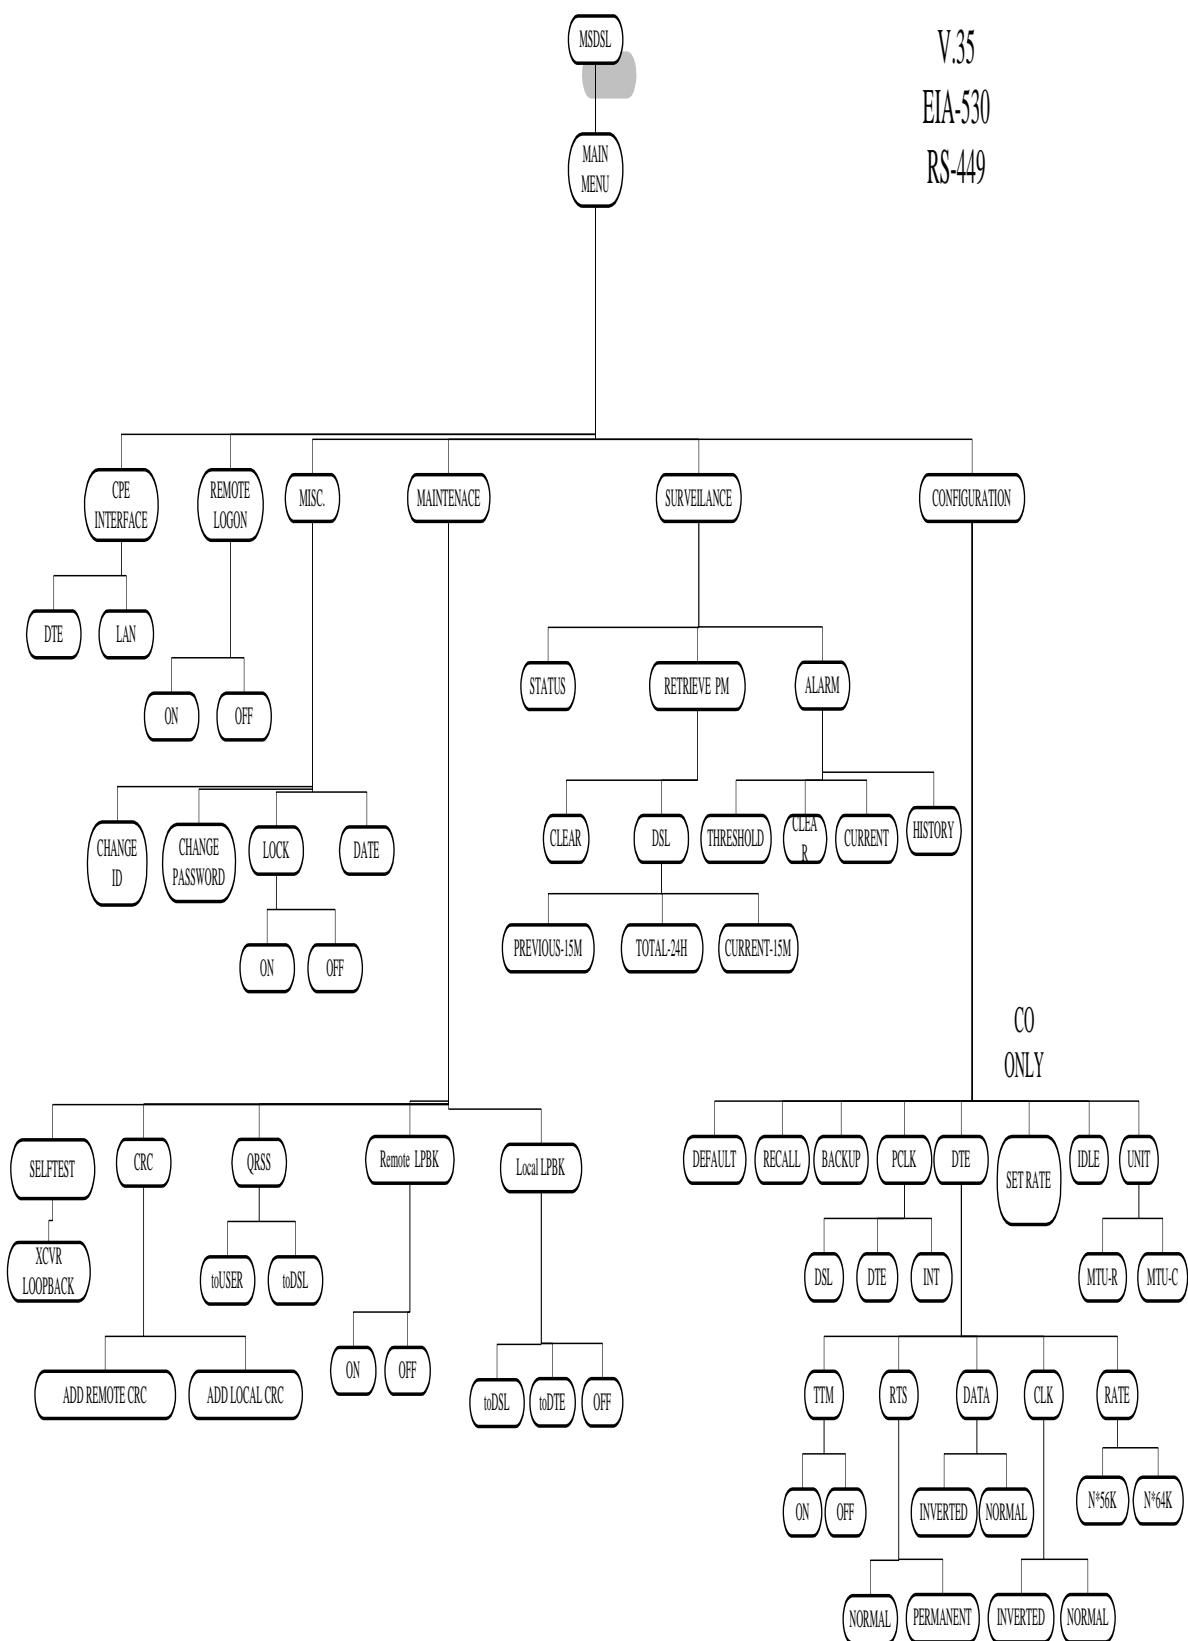 MSDSL
V.35
EIA-530
RS-449
MAIN
MENU
CPE
INTERFACE
REMOTE
LOGON
MISC.
MAINTENACE
SURVEILANCE
CONFIGURATION
DTE
LAN
ON
OFF
STATUS
RETRIEVE PM
ALARM
CHANGE
ID
CHANGE
PASSWORD
LOCK
DATE
CLEAR
DSL
THRESHOLD
CLEA
R
CURRENT
HISTORY
ON
OFF
PREVIOUS-15M
TOTAL-24H
CURRENT-15M
CO
ONLY
SELFTEST
CRC
QRSS
Remote LPBK
Local LPBK
DEFAULT
RECALL
BACKUP
PCLK
DTE
SET RATE
IDLE
UNIT
XCVR
LOOPBACK
toUSER
toDSL
DSL
DTE
INT
MTU-R
MTU-C
ADD REMOTE CRC
ADD LOCAL CRC
ON
OFF
toDSL
toDTE
OFF
TTM
RTS
DATA
CLK
RATE
ON
OFF
INVERTED
NORMAL
N*56K
N*64K
NORMAL
PERMANENT
INVERTED
NORMAL